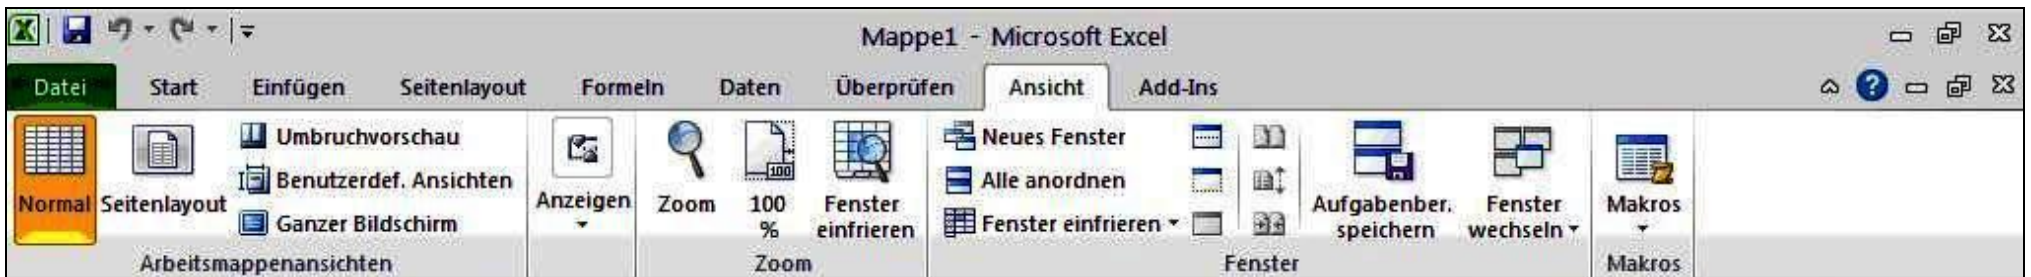 Mappe1 - Microsoft Excel
Datei Start Einfügen Seitenlayout Formeln Daten Überprüfen Ansicht Add-Ins
Normal
Seitenlayout
Umbruchvorschau
Benutzerdef. Ansichten
Ganzer Bildschirm
Arbeitsmappenansichten
Anzeigen
Zoom
100
100
%
Fenster
einfrieren
Zoom
Neues Fenster
Alle anordnen
Fenster einfrieren
Aufgabenber.
speichern
Fenster
wechseln
Fenster
Makros
Makros